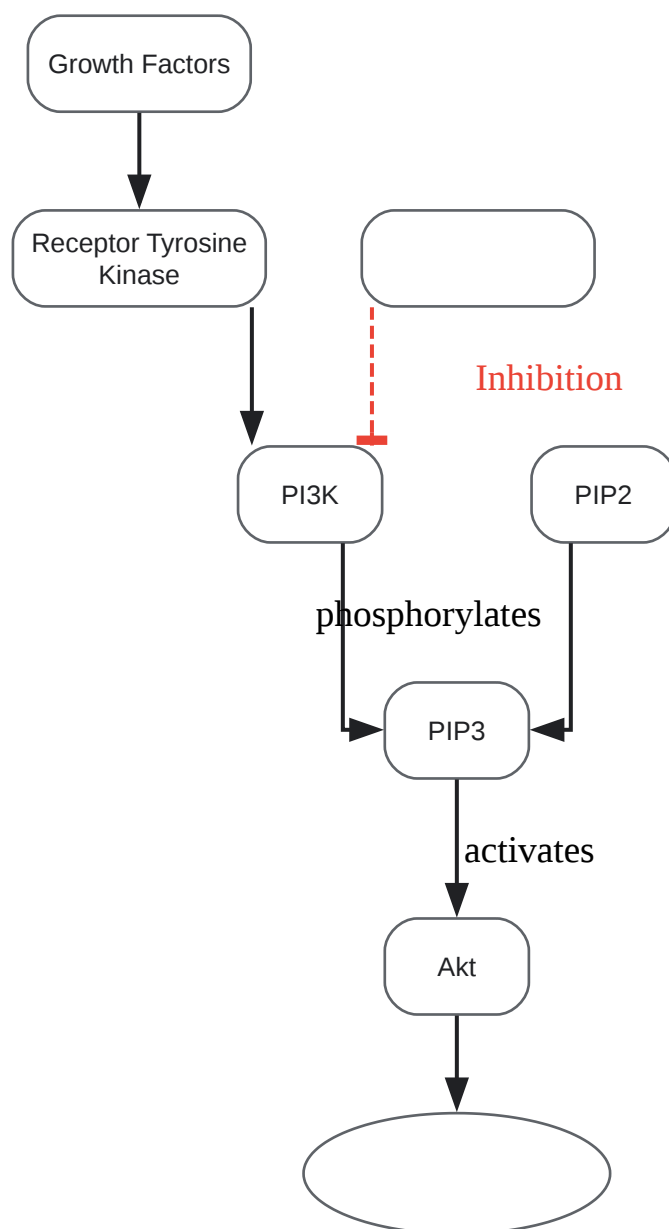 Growth Factors
Receptor Tyrosine
Kinase
Inhibition
PI3K
PIP2
phosphorylates
PIP3
activates
Akt